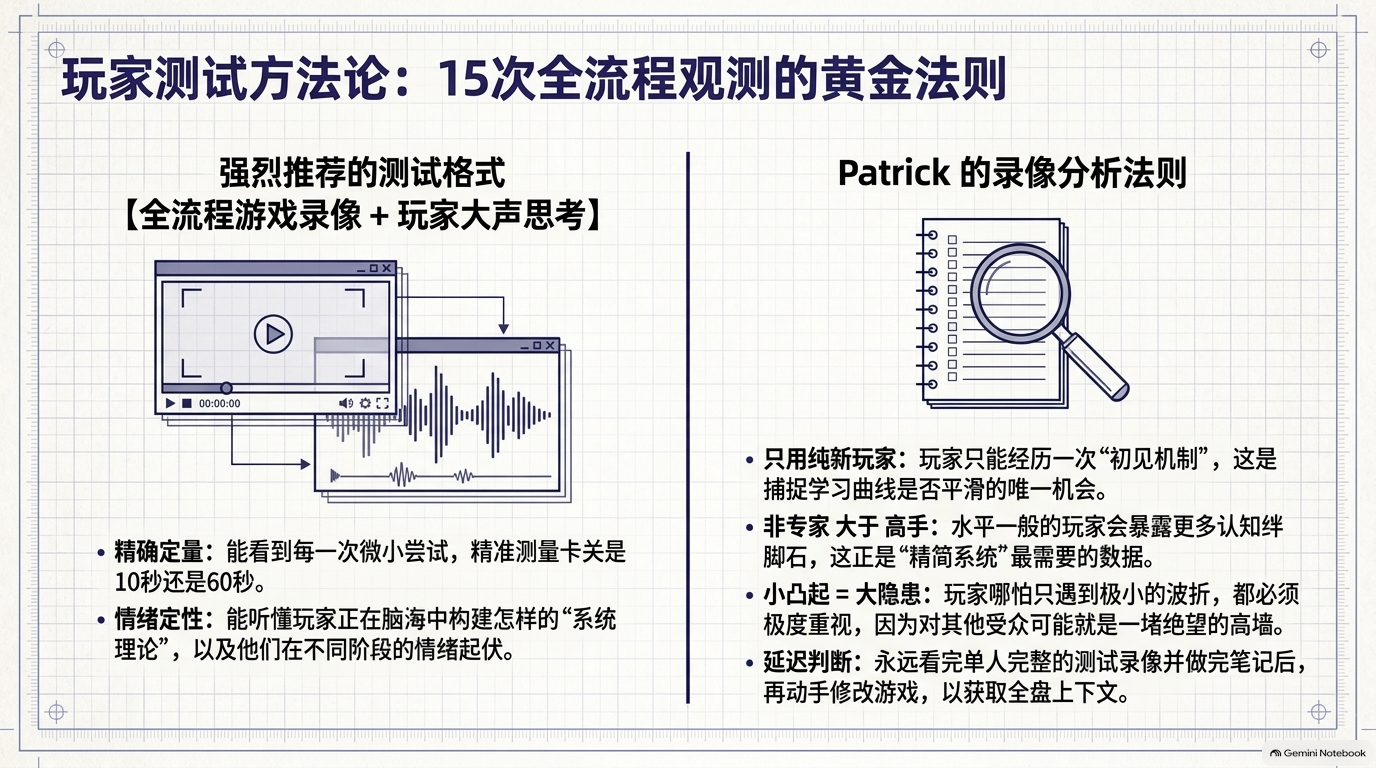 玩家测试方法论：15次全流程观测的黄金法则
强烈推荐的测试格式
【全流程游戏录像 + 玩家大声思考】
00:00:00
• 精确定量：能看到每一次微小尝试，精准测量卡关是
10秒还是60秒。
• 情绪定性：能听懂玩家正在脑海中构建怎样的“系统
理论”，以及他们在不同阶段的情绪起伏。
Patrick 的录像分析法则
• 只用纯新玩家：玩家只能经历一次“初见机制”，这是
捕捉学习曲线是否平滑的唯一机会。
• 非专家 大于 高手：水平一般的玩家会暴露更多认知绊
脚石，这正是“精简系统”最需要的数据。
• 小凸起 = 大隐患：玩家哪怕只遇到极小的波折，都必须
极度重视，因为对其他受众可能就是一堵绝望的高墙。
• 延迟判断：永远看完单人完整的测试录像并做完笔记后，
再动手修改游戏，以获取全盘上下文。
Gemini Notebook